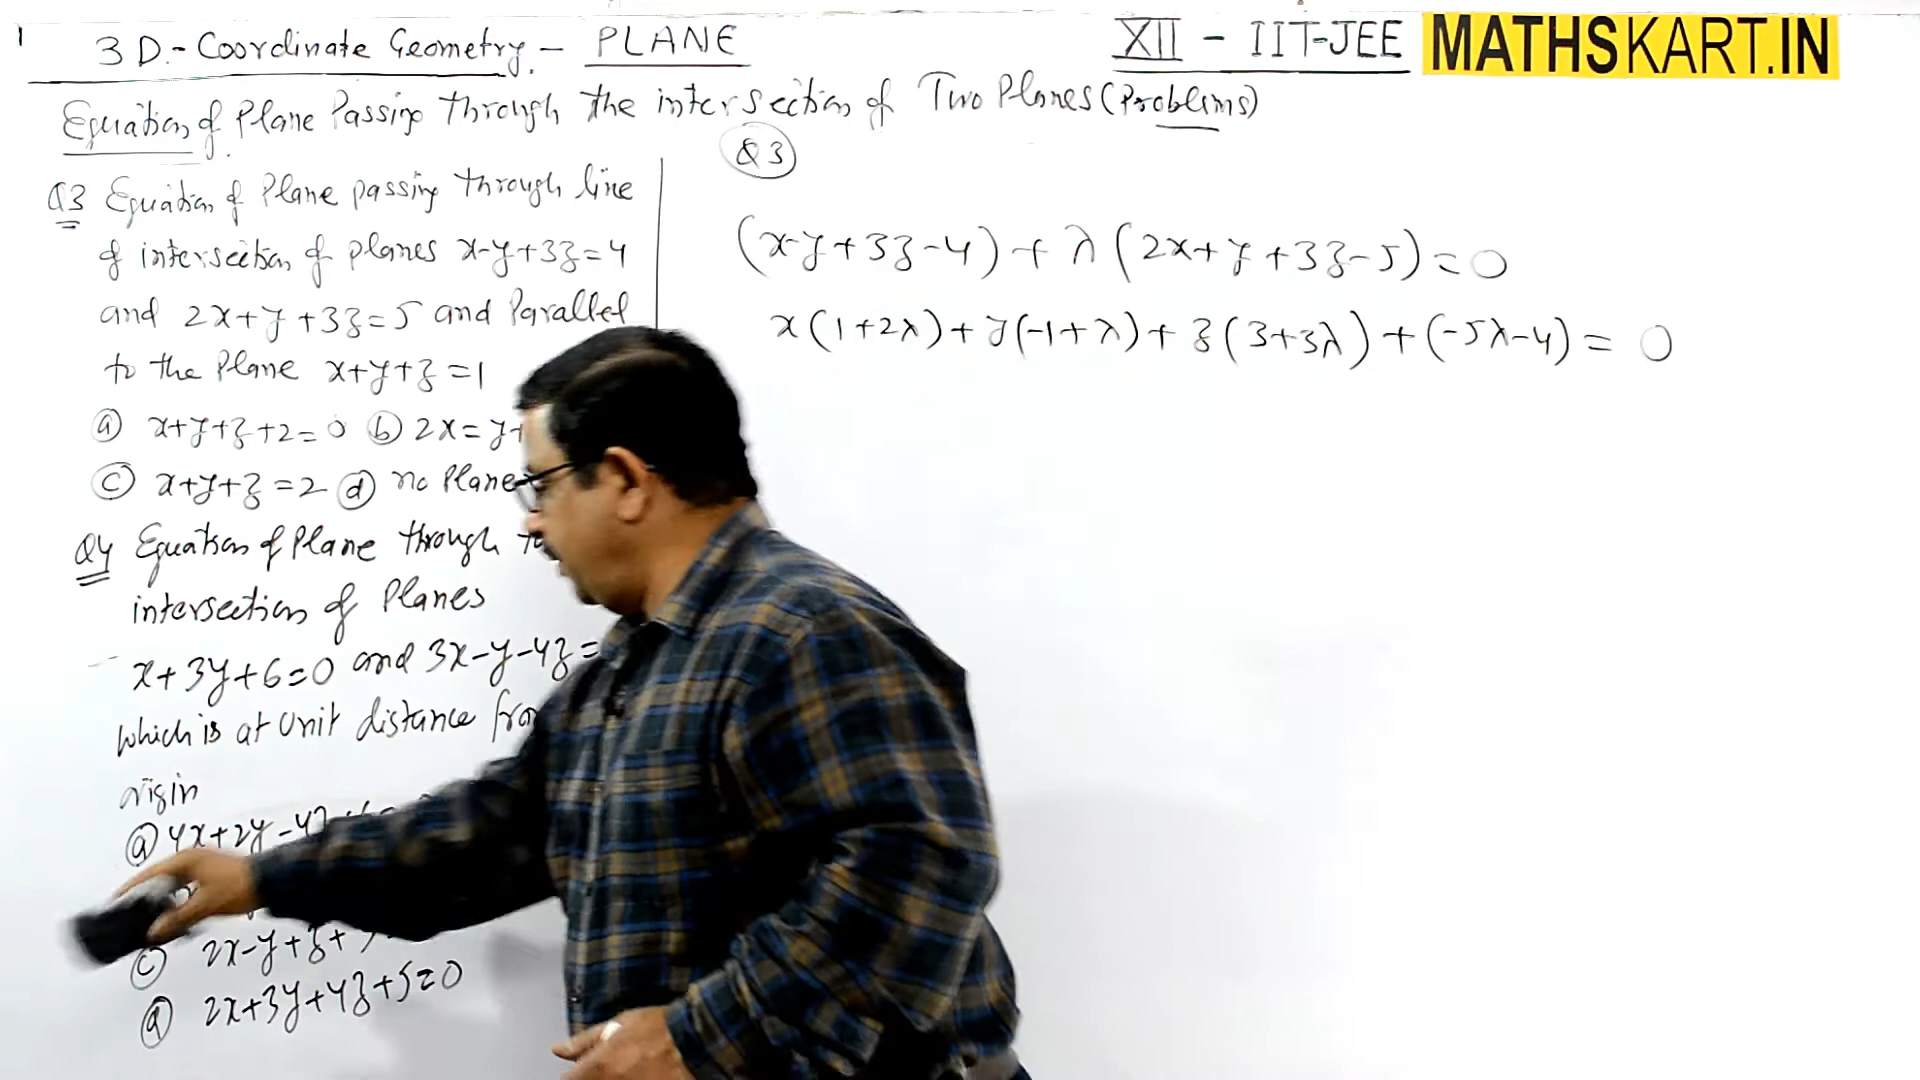 3D.-Coordinate Geometry.- PLANE
XII - IIT-JEE MATHSKART.IN
Equation of Plane Passing Through the intersection of Two Planes (Problems)
Q3 Equation of Plane passing Through line
of intersection of planes x-y+3z=4
and 2x+y+3z=5 and Parallel
to the Plane x+y+z=1
(a) x+y+z+2=0 (b) 2x=y+
(c) x+y+z=2 (d) no Plane
Q4 Equation of Plane through
intersection of Planes
x+3y+6=0 and 3x-y-4z=
which is at Unit distance
origin
(a) 4x+2y-4z
(c) 2x-y+z+
(d) 2x+3y+4z+5=0
Q3
(x-y+3z-4)+λ(2x+y+3z-5)=0
x(1+2λ)+y(-1+λ)+z(3+3λ)+(-5λ-4)=0